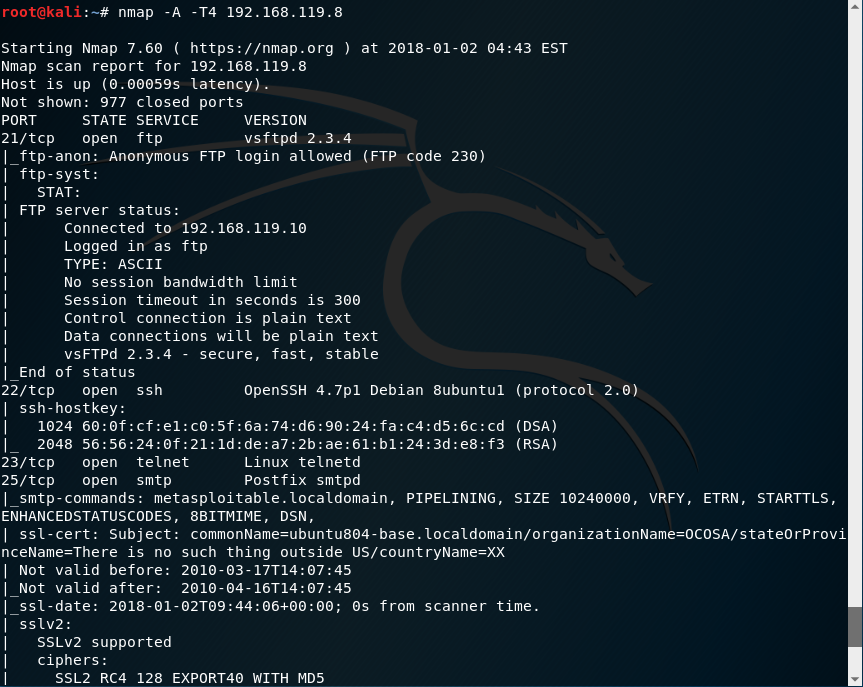 root@kali:~# nmap -A -T4 192.168.119.8
Starting Nmap 7.60 ( https://nmap.org ) at 2018-01-02 04:43 EST
Nmap scan report for 192.168.119.8
Host is up (0.00059s latency).
Not shown: 977 closed ports
PORT     STATE SERVICE     VERSION
21/tcp   open  ftp         vsftpd 2.3.4
|_ftp-anon: Anonymous FTP login allowed (FTP code 230)
| ftp-syst:
|   STAT:
| FTP server status:
|      Connected to 192.168.119.10
|      Logged in as ftp
|      TYPE: ASCII
|      No session bandwidth limit
|      Session timeout in seconds is 300
|      Control connection is plain text
|      Data connections will be plain text
|      vsFTPd 2.3.4 - secure, fast, stable
|_End of status
22/tcp   open  ssh         OpenSSH 4.7p1 Debian 8ubuntu1 (protocol 2.0)
| ssh-hostkey:
|   1024 60:0f:cf:e1:c0:5f:6a:74:d6:90:24:fa:c4:d5:6c:cd (DSA)
|_  2048 56:56:24:0f:21:1d:de:a7:2b:ae:61:b1:24:3d:e8:f3 (RSA)
23/tcp   open  telnet      Linux telnetd
25/tcp   open  smtp        Postfix smtpd
|_smtp-commands: metasploitable.localdomain, PIPELINING, SIZE 10240000, VRFY, ETRN, STARTTLS,
ENHANCEDSTATUSCODES, 8BITMIME, DSN,
| ssl-cert: Subject: commonName=ubuntu804-base.localdomain/organizationName=OCOSA/stateOrProvi
nceName=There is no such thing outside US/countryName=XX
| Not valid before: 2010-03-17T14:07:45
|_Not valid after:  2010-04-16T14:07:45
|_ssl-date: 2018-01-02T09:44:06+00:00; 0s from scanner time.
| sslv2:
|   SSLv2 supported
|   ciphers:
|     SSL2_RC4_128_EXPORT40_WITH_MD5